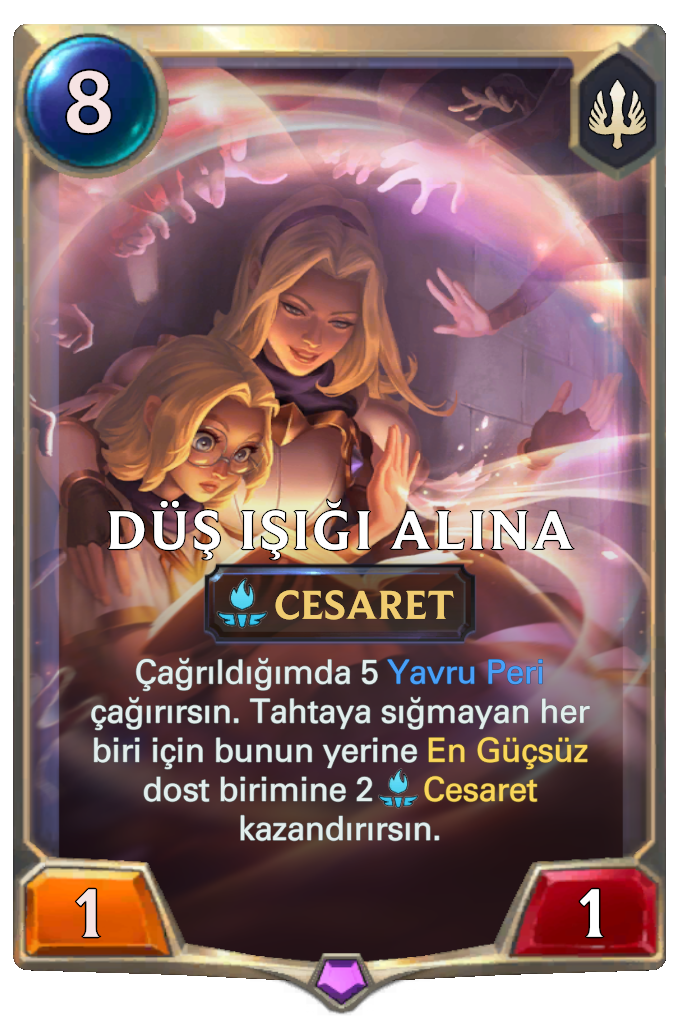 8
DÜŞ IŞIĞI ALINA
CESARET
Çağrıldığımda 5 Yavru Peri
çağırırsın. Tahtaya sığmayan her
biri için bunun yerine En Güçsüz
dost birimine 2 Cesaret
kazandırırsın.
1 1